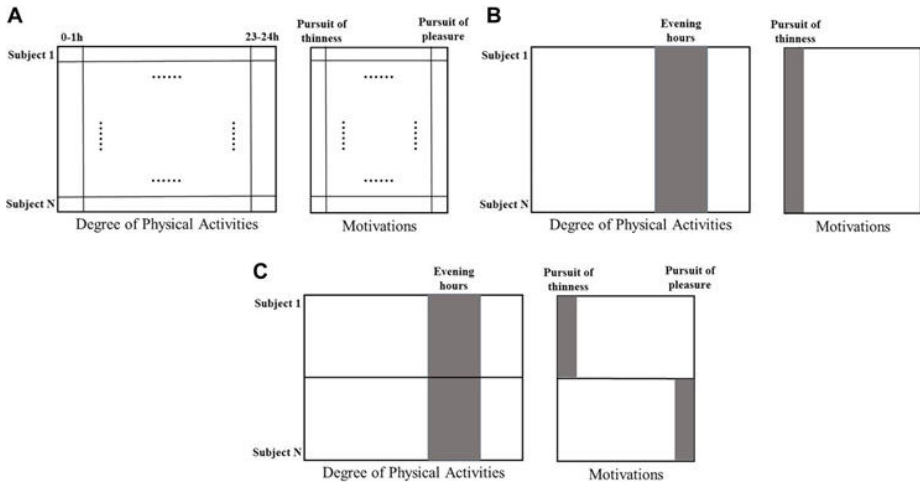 A
0-1h
23-24h
Pursuit of
thinness
Pursuit of
pleasure
Subject 1
Subject N
Degree of Physical Activities
Motivations
B
Evening
hours
Pursuit of
thinness
Subject 1
Subject N
Degree of Physical Activities
Motivations
C
Evening
hours
Pursuit of
thinness
Pursuit of
pleasure
Subject 1
Subject N
Degree of Physical Activities
Motivations